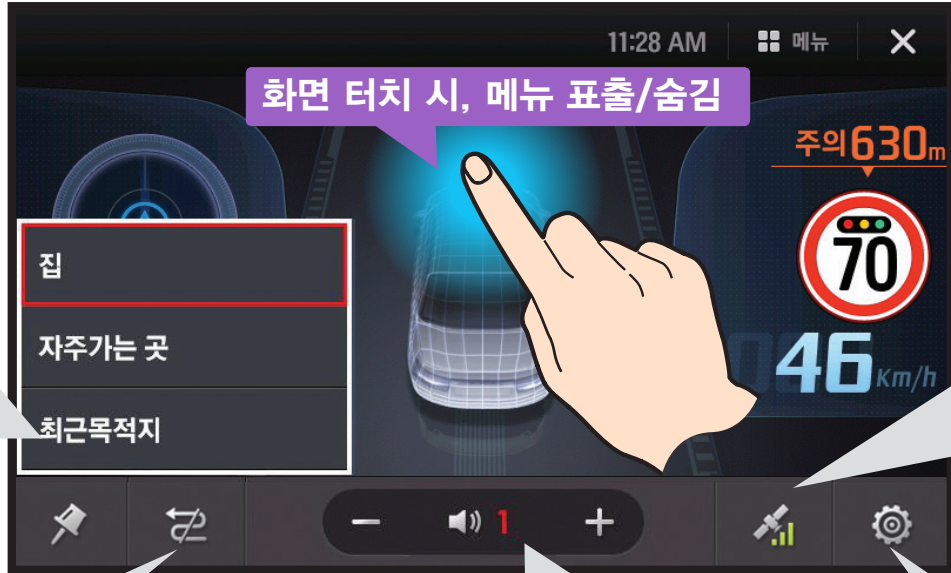 11:28 AM 메뉴
화면 터치 시, 메뉴 표출/숨김
주의630m
70
집
자주가는 곳
46Km/h
최근목적지
1